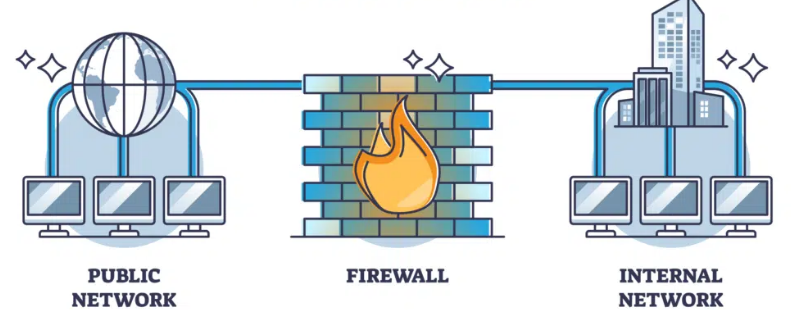 PUBLIC
NETWORK
FIREWALL
INTERNAL
NETWORK